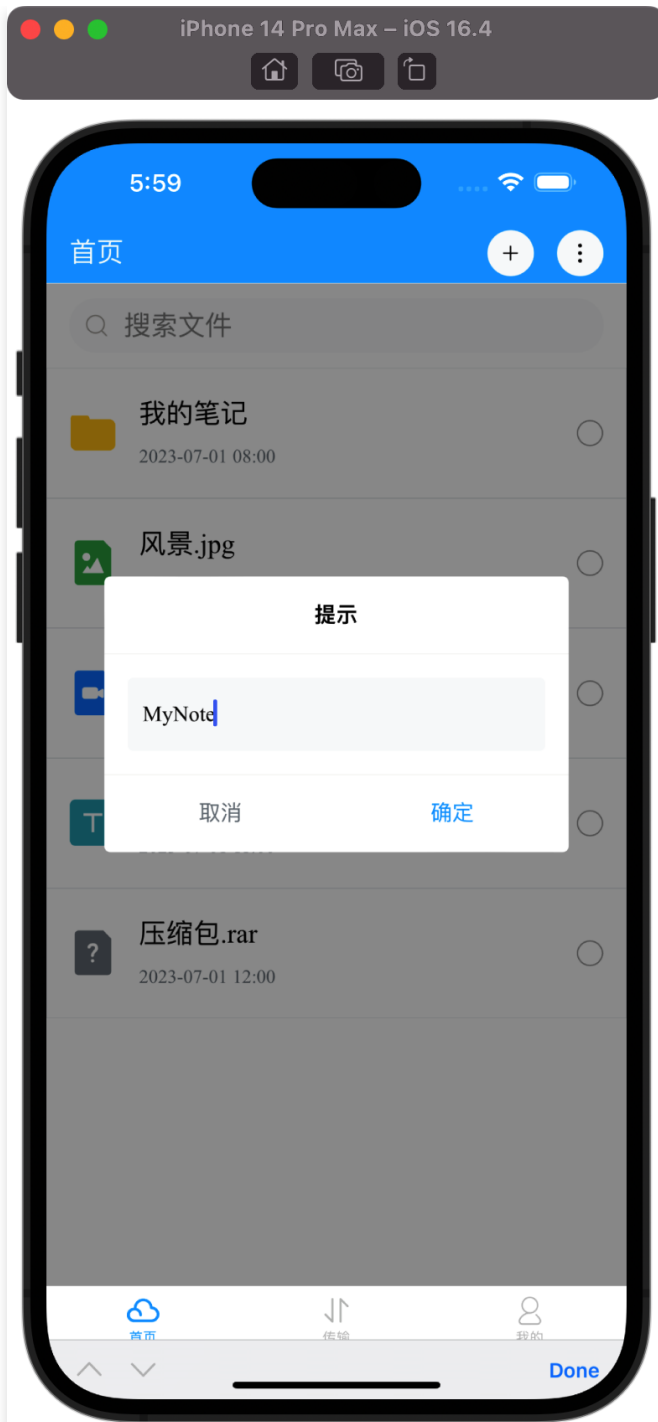 iPhone 14 Pro Max – iOS 16.4
5:59
首页
搜索文件
我的笔记
2023-07-01 08:00
风景.jpg
提示
MyNote
取消
确定
T
压缩包.rar
?
2023-07-01 12:00
首页
传输
我的
Done